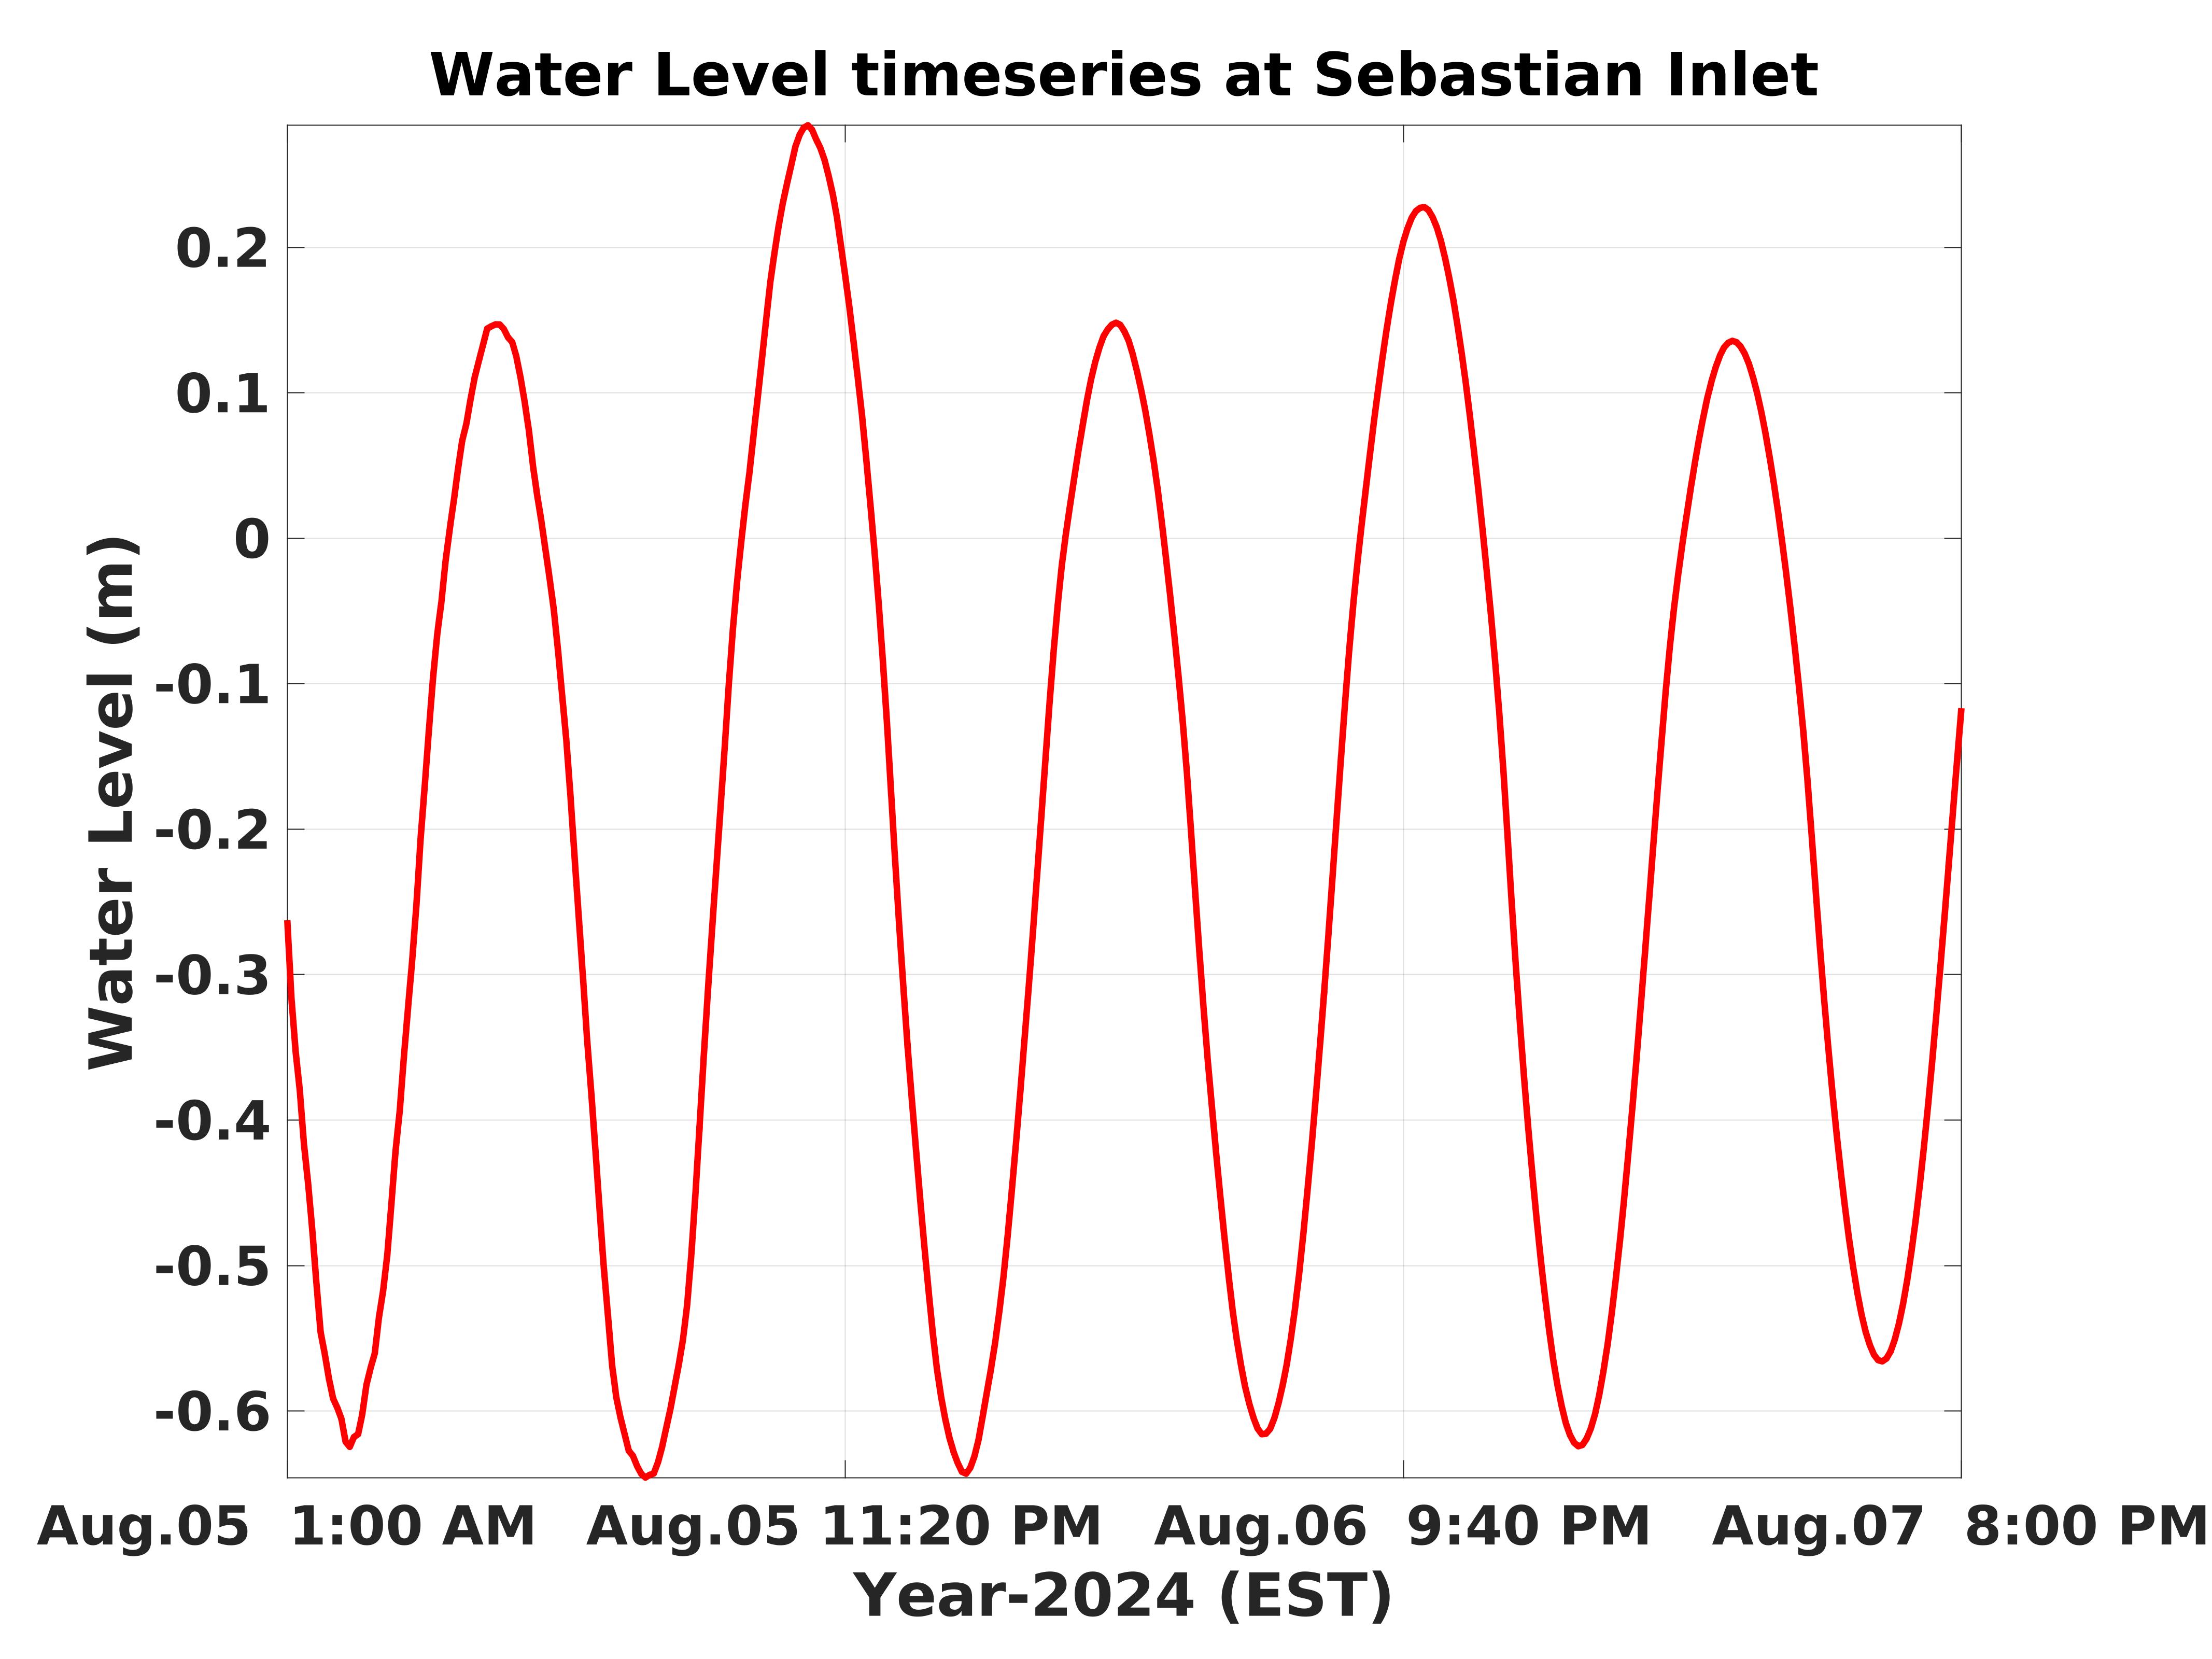 Water Level timeseries at Sebastian Inlet
Water Level (m)
0.2
0.1
0
-0.1
-0.2
-0.3
-0.4
-0.5
-0.6
Aug.05 1:00 AM Aug.05 11:20 PM Aug.06 9:40 PM Aug.07 8:00 PM
Year-2024 (EST)